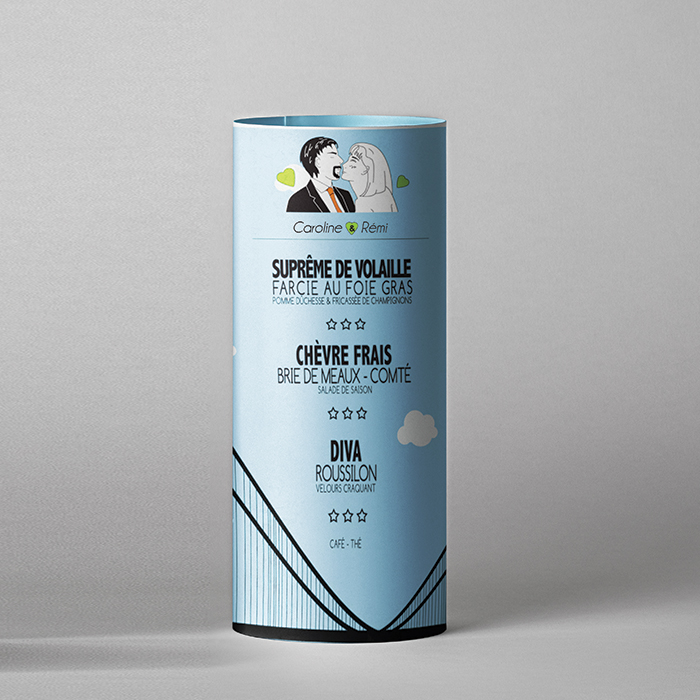 Caroline & Rémi
SUPRÊME DE VOLAILLE
FARCIE AU FOIE GRAS
POMME DÛCHESSE & FRICASSÉE DE CHAMPIGNONS
CHÈVRE FRAIS
BRIE DE MEAUX - COMTÉ
SALADE DE SAISON
DIVA
ROUSSILON
VELOURS CRAQUANT
CAFÉ - THÉ